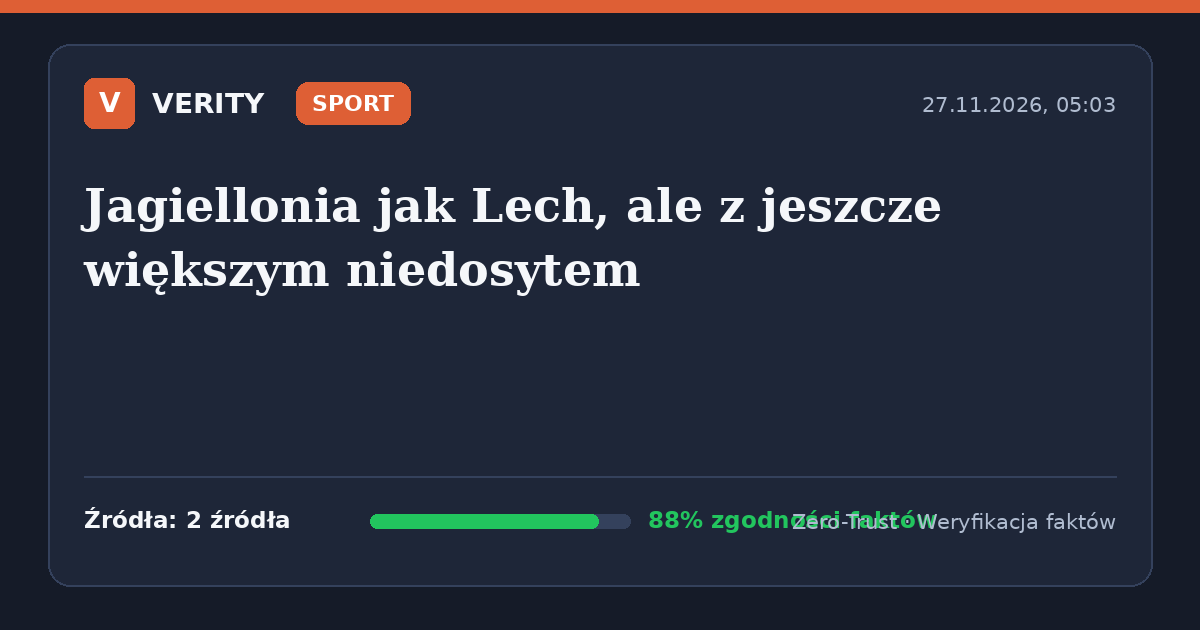 V VERITY SPORT 27.11.2026, 05:03
Jagiellonia jak Lech, ale z jeszcze
większym niedosytem
Źródła: 2 źródła 88% zgodności faktów Zero-Trust · Weryfikacja faktów